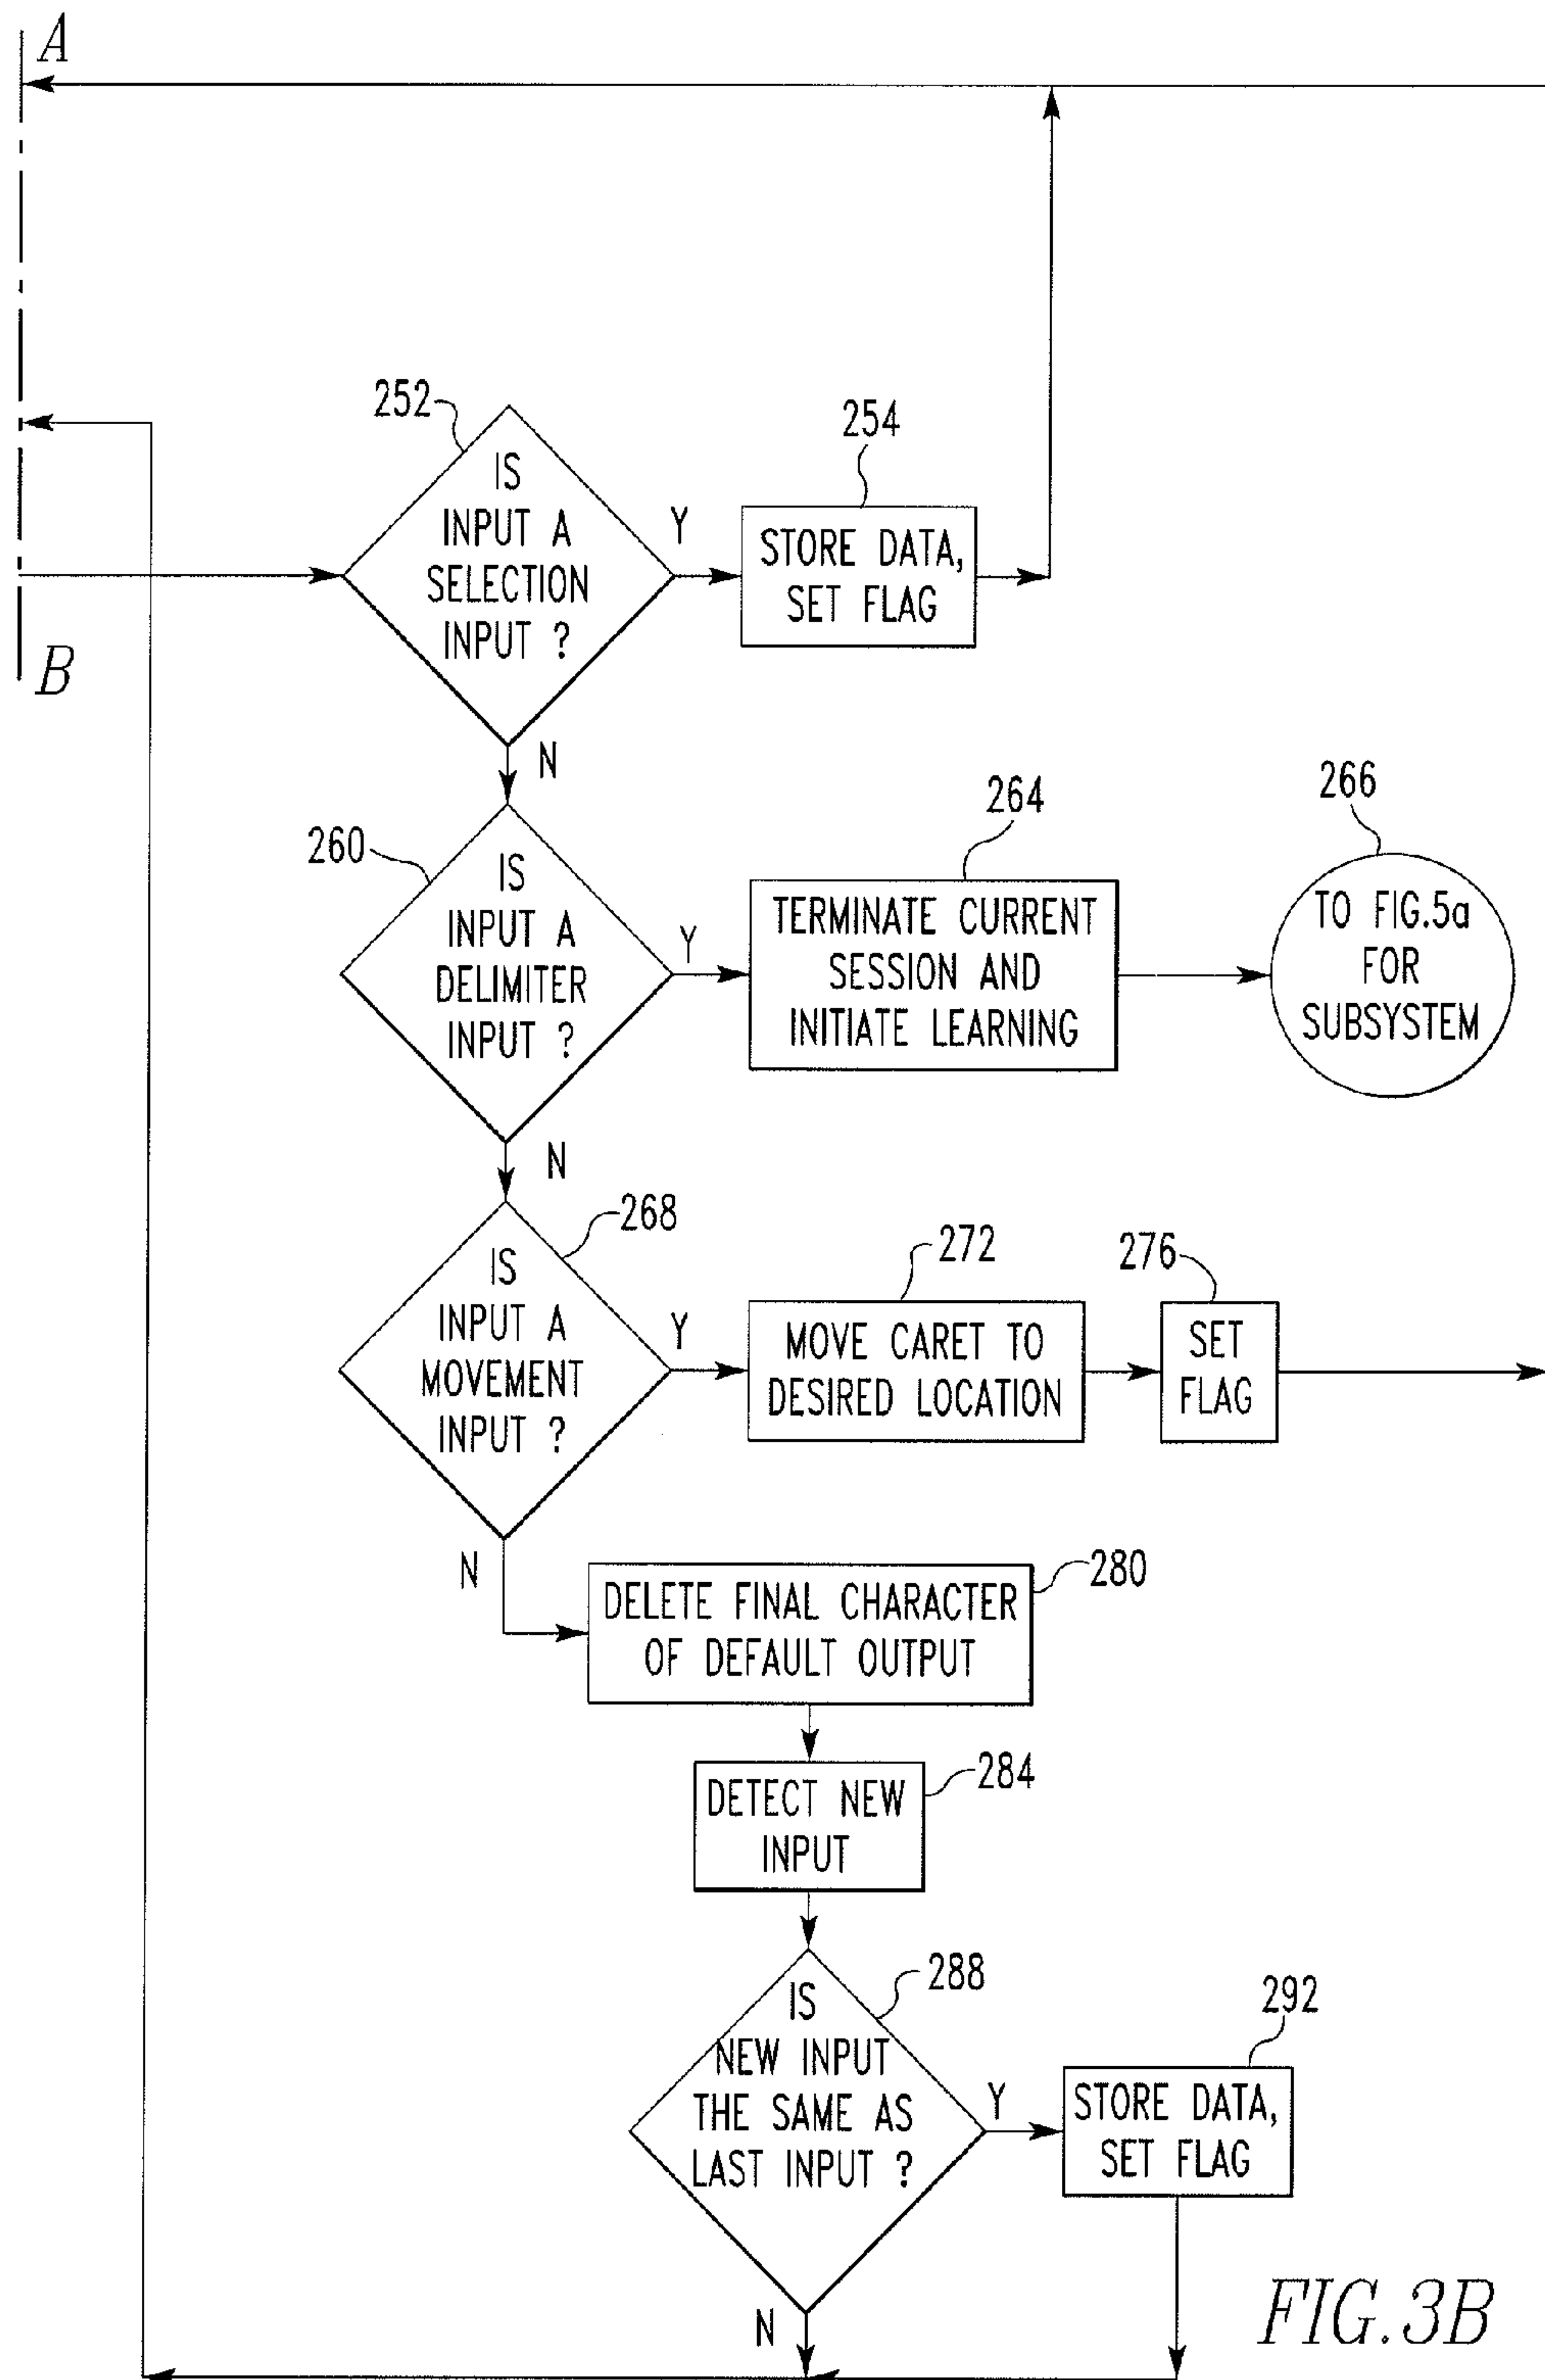 A
252
IS
INPUT A
SELECTION
INPUT ?
Y
254
STORE DATA,
SET FLAG
B
N
260
IS
INPUT A
DELIMITER
INPUT ?
Y
264
TERMINATE CURRENT
SESSION AND
INITIATE LEARNING
266
TO FIG.5a
FOR
SUBSYSTEM
N
268
IS
INPUT A
MOVEMENT
INPUT ?
Y
272
MOVE CARET TO
DESIRED LOCATION
276
SET
FLAG
N
280
DELETE FINAL CHARACTER
OF DEFAULT OUTPUT
284
DETECT NEW
INPUT
288
IS
NEW INPUT
THE SAME AS
LAST INPUT ?
Y
292
STORE DATA,
SET FLAG
N
FIG.3B